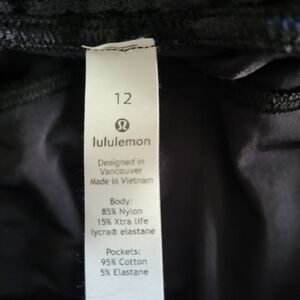 12
lululemon
Designed in
Vancouver
Made in Vietnam
Body:
85% Nylon
15% Xtra life
lycra® elastane
Pockets:
95% Cotton
5% Elastane